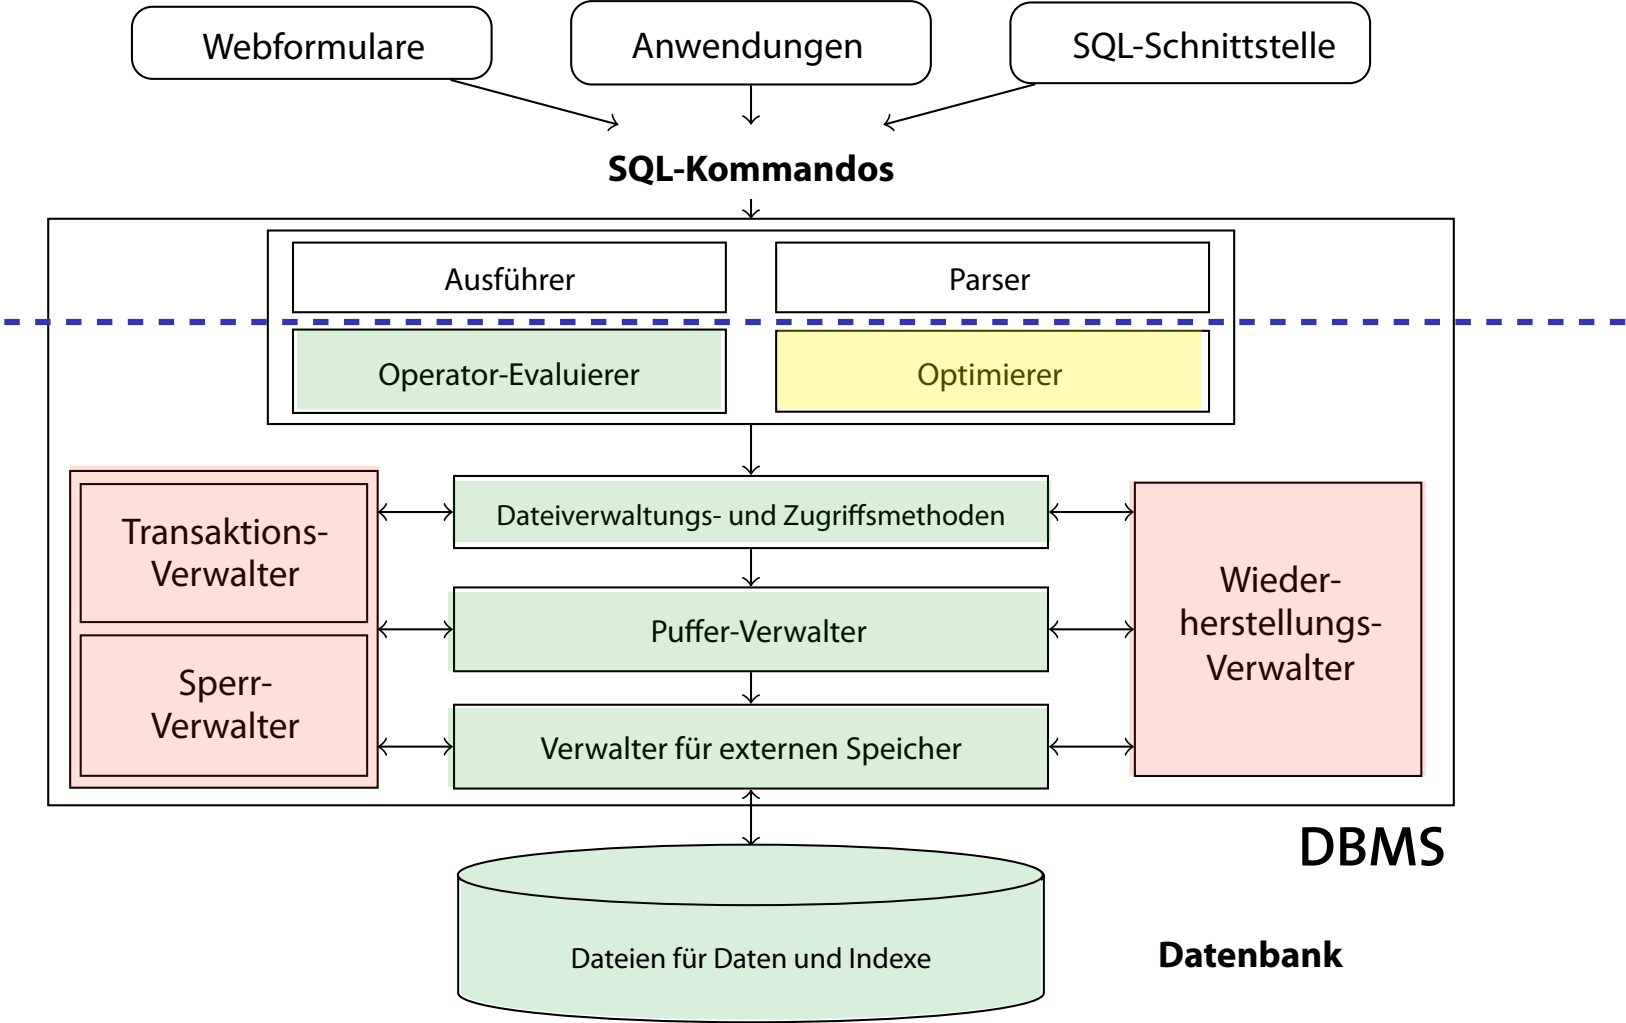 Webformulare
Anwendungen
SQL-Schnittstelle
SQL-Kommandos
Ausführer
Parser
Operator-Evaluierer
Optimierer
Transaktions-
Verwalter
Sperr-
Verwalter
Dateiverwaltungs- und Zugriffsmethoden
Puffer-Verwalter
Verwalter für externen Speicher
Wieder-
herstellungs-
Verwalter
DBMS
Dateien für Daten und Indexe
Datenbank